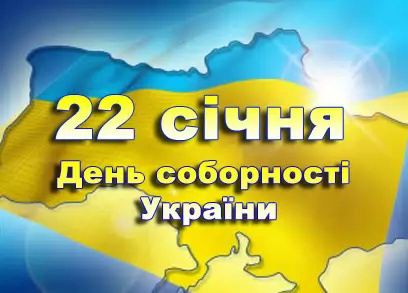 22 січня
День соборності
України